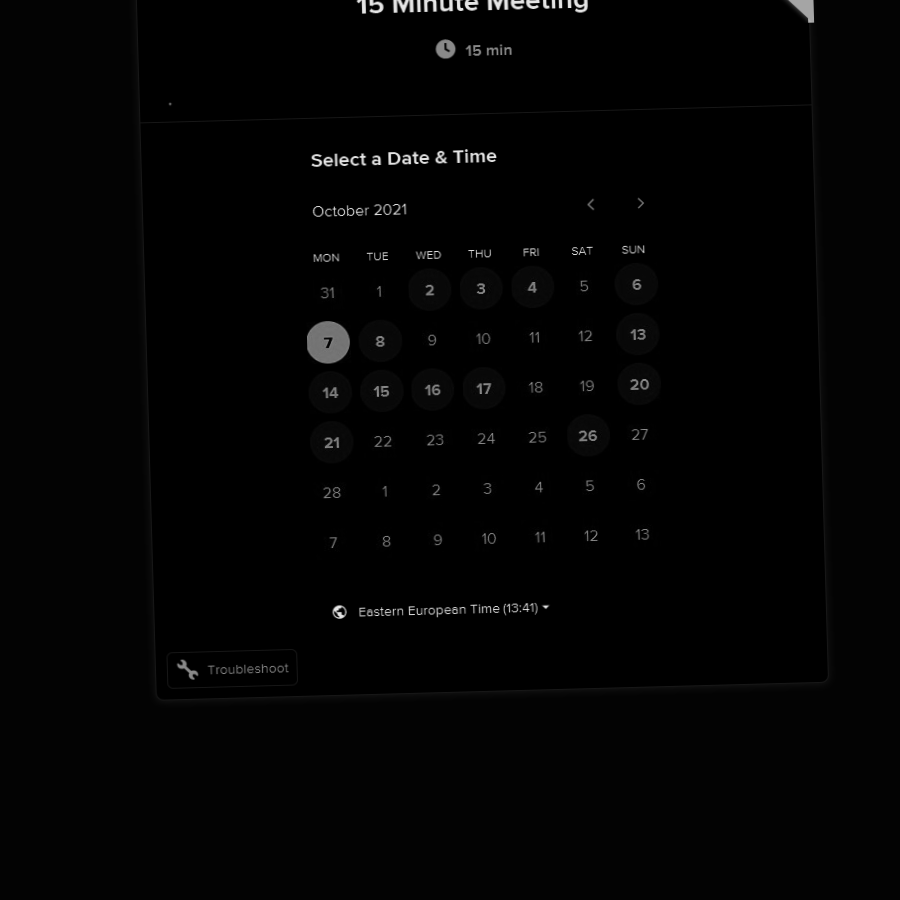 15 Minute Meeting
15 min
Select a Date & Time
October 2021
MON TUE WED THU FRI SAT SUN
31 1 2 3 4 5 6
7 8 9 10 11 12 13
14 15 16 17 18 19 20
21 22 23 24 25 26 27
28 1 2 3 4 5 6
7 8 9 10 11 12 13
Eastern European Time (13:41)
Troubleshoot